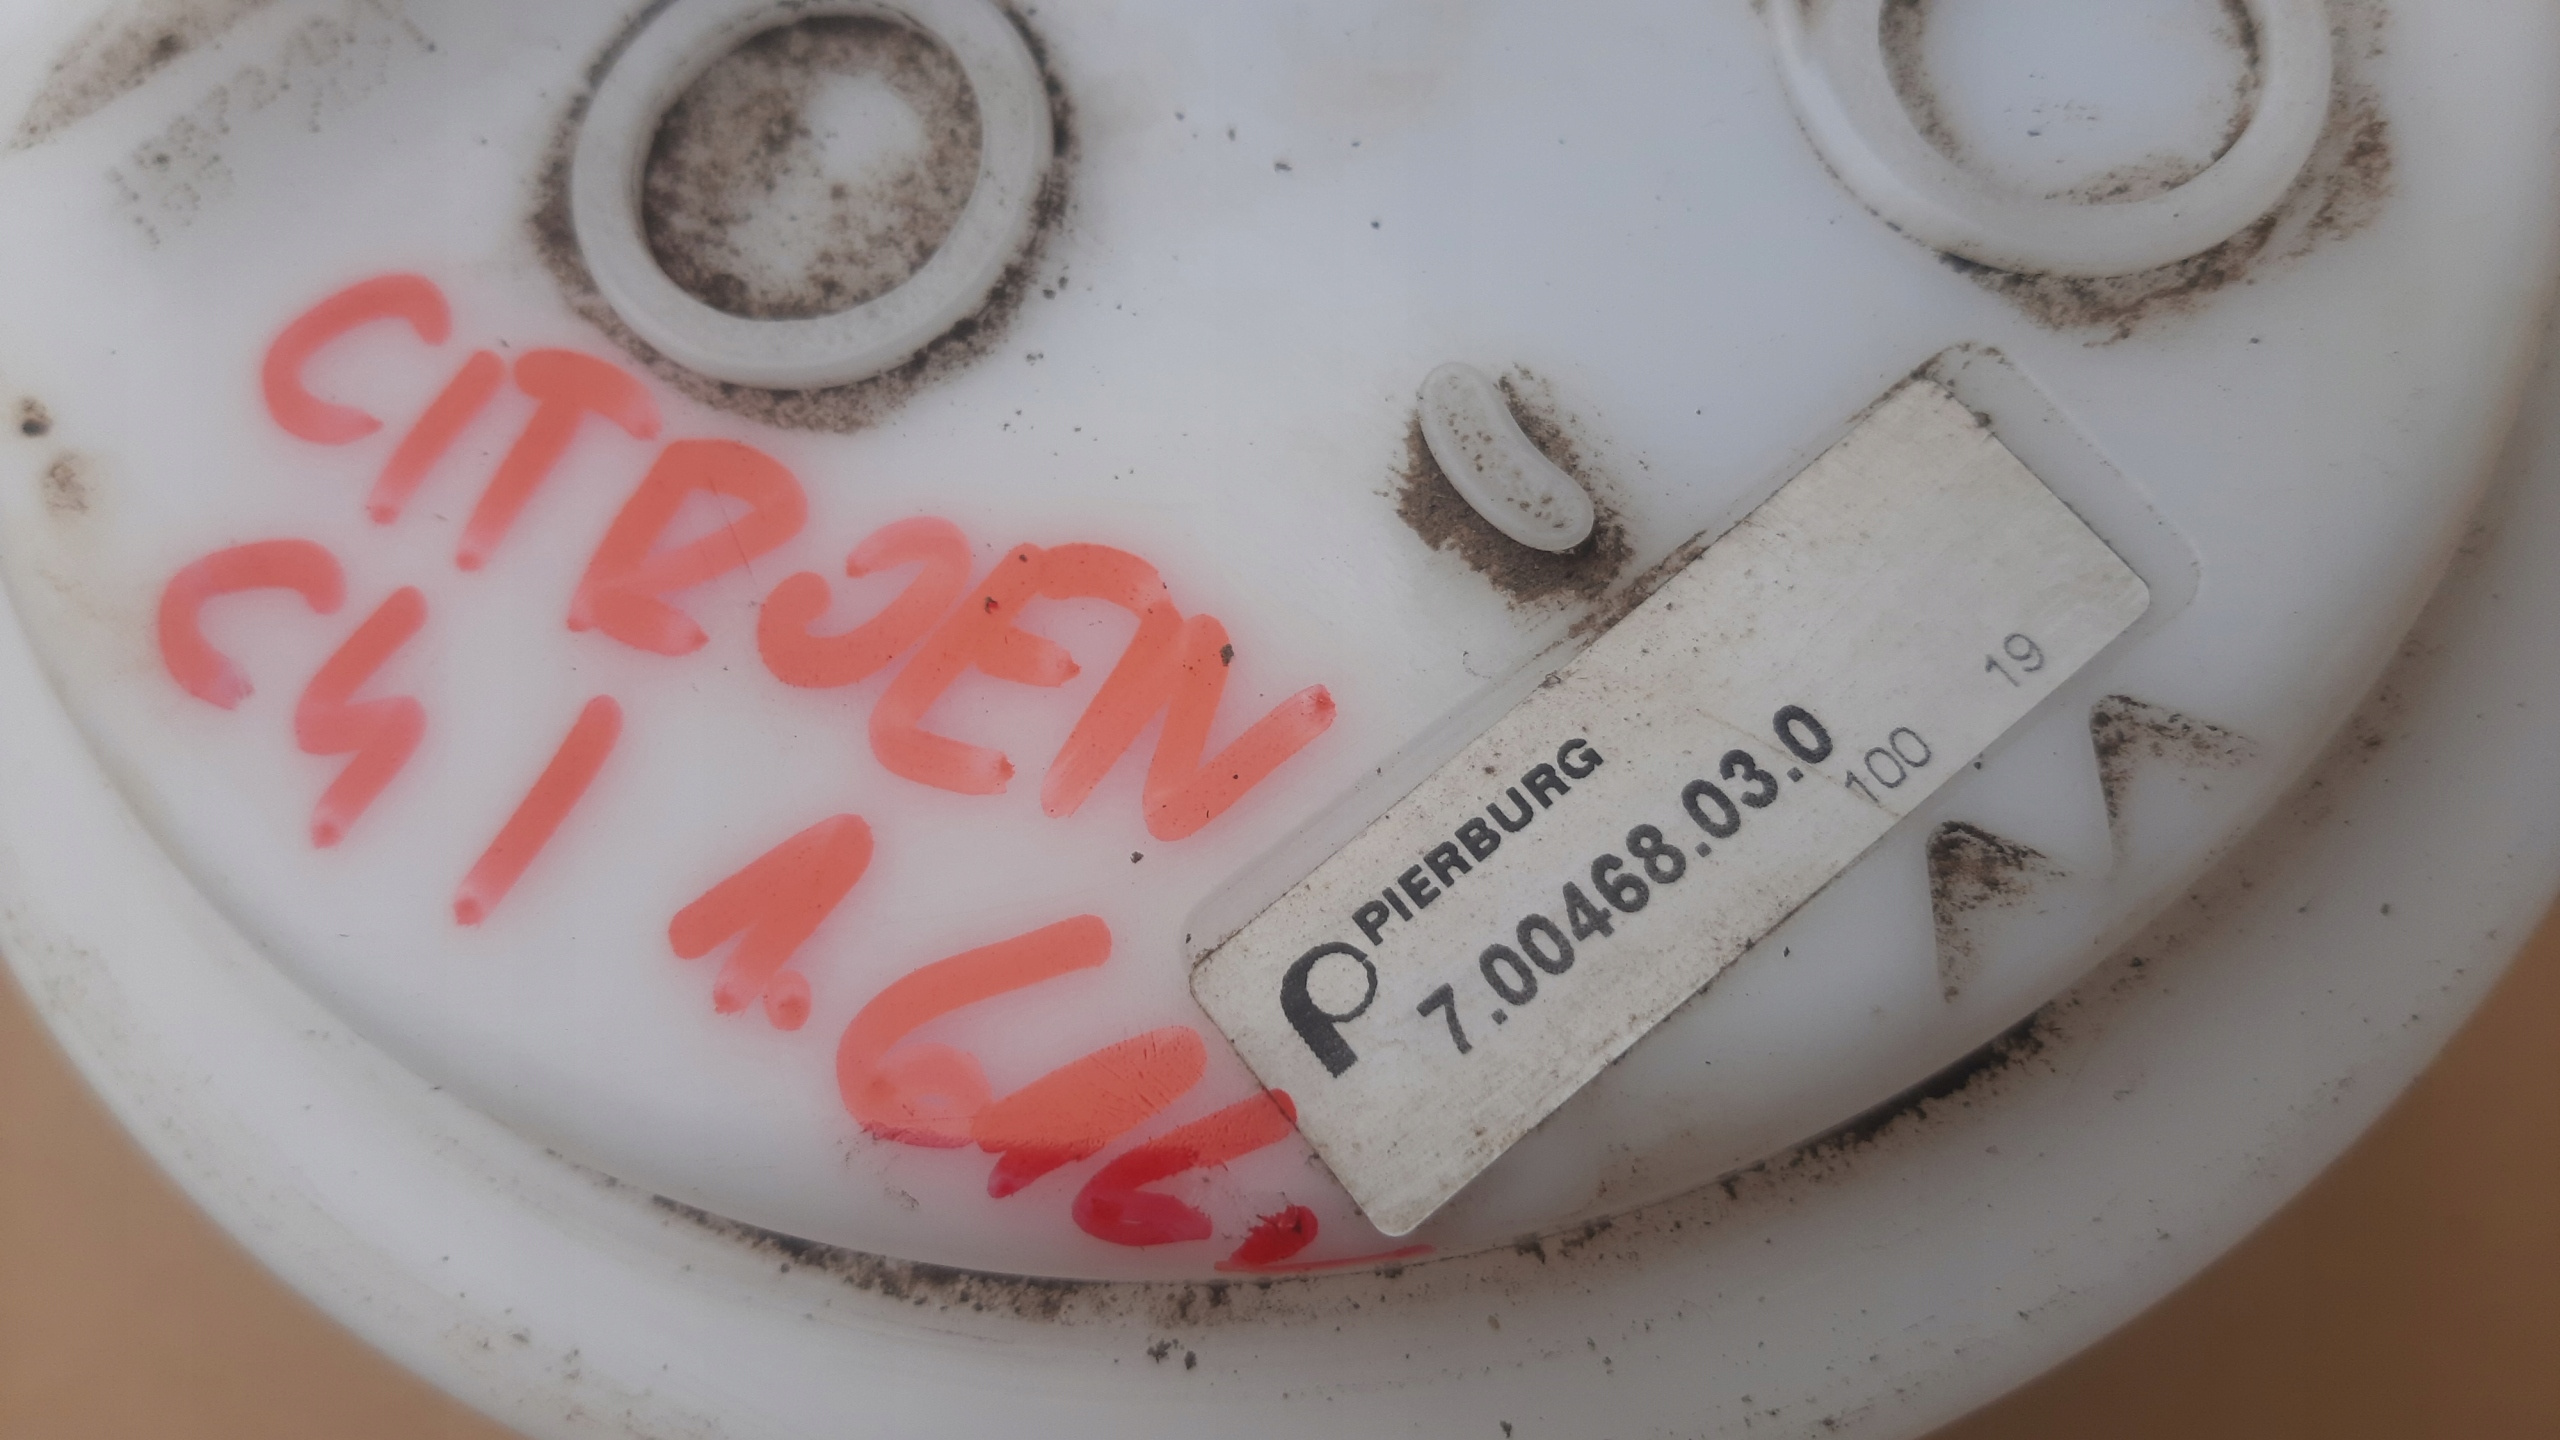 CITROEN
C4 I 1.6
PIERBURG
7.00468.03.0
100 19